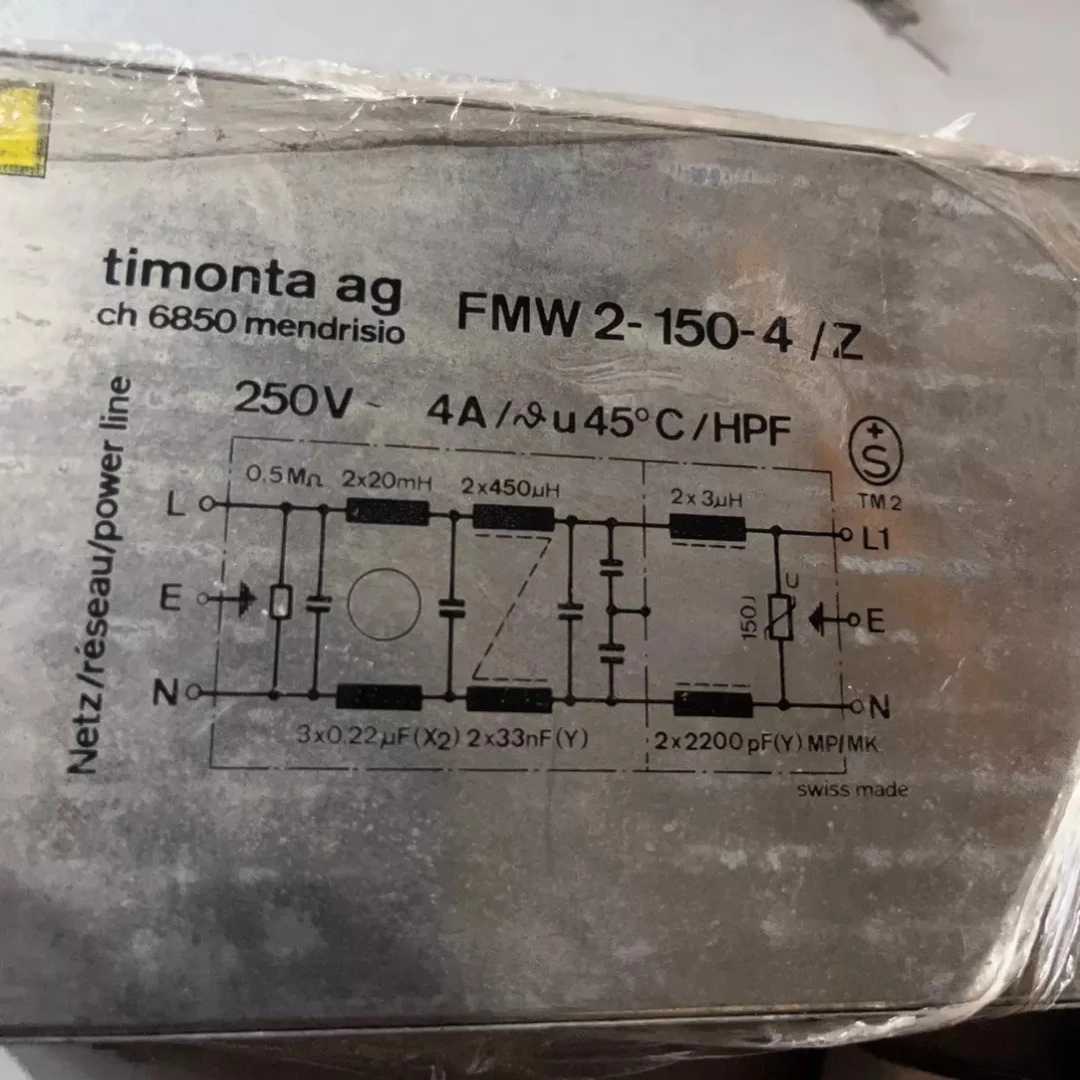 timonta ag
ch 6850 mendrisio
FMW 2-150-4 /Z
250V~ 4A/ϑu45°C/HPF
+
S
TM 2
Netz/réseau/power line
0.5MΩ 2x20mH 2x450μH 2x3μH
L L1
E 150J U E
N N
3x0.22μF(X2) 2x33nF(Y) 2x2200pF(Y) MP/MK
swiss made